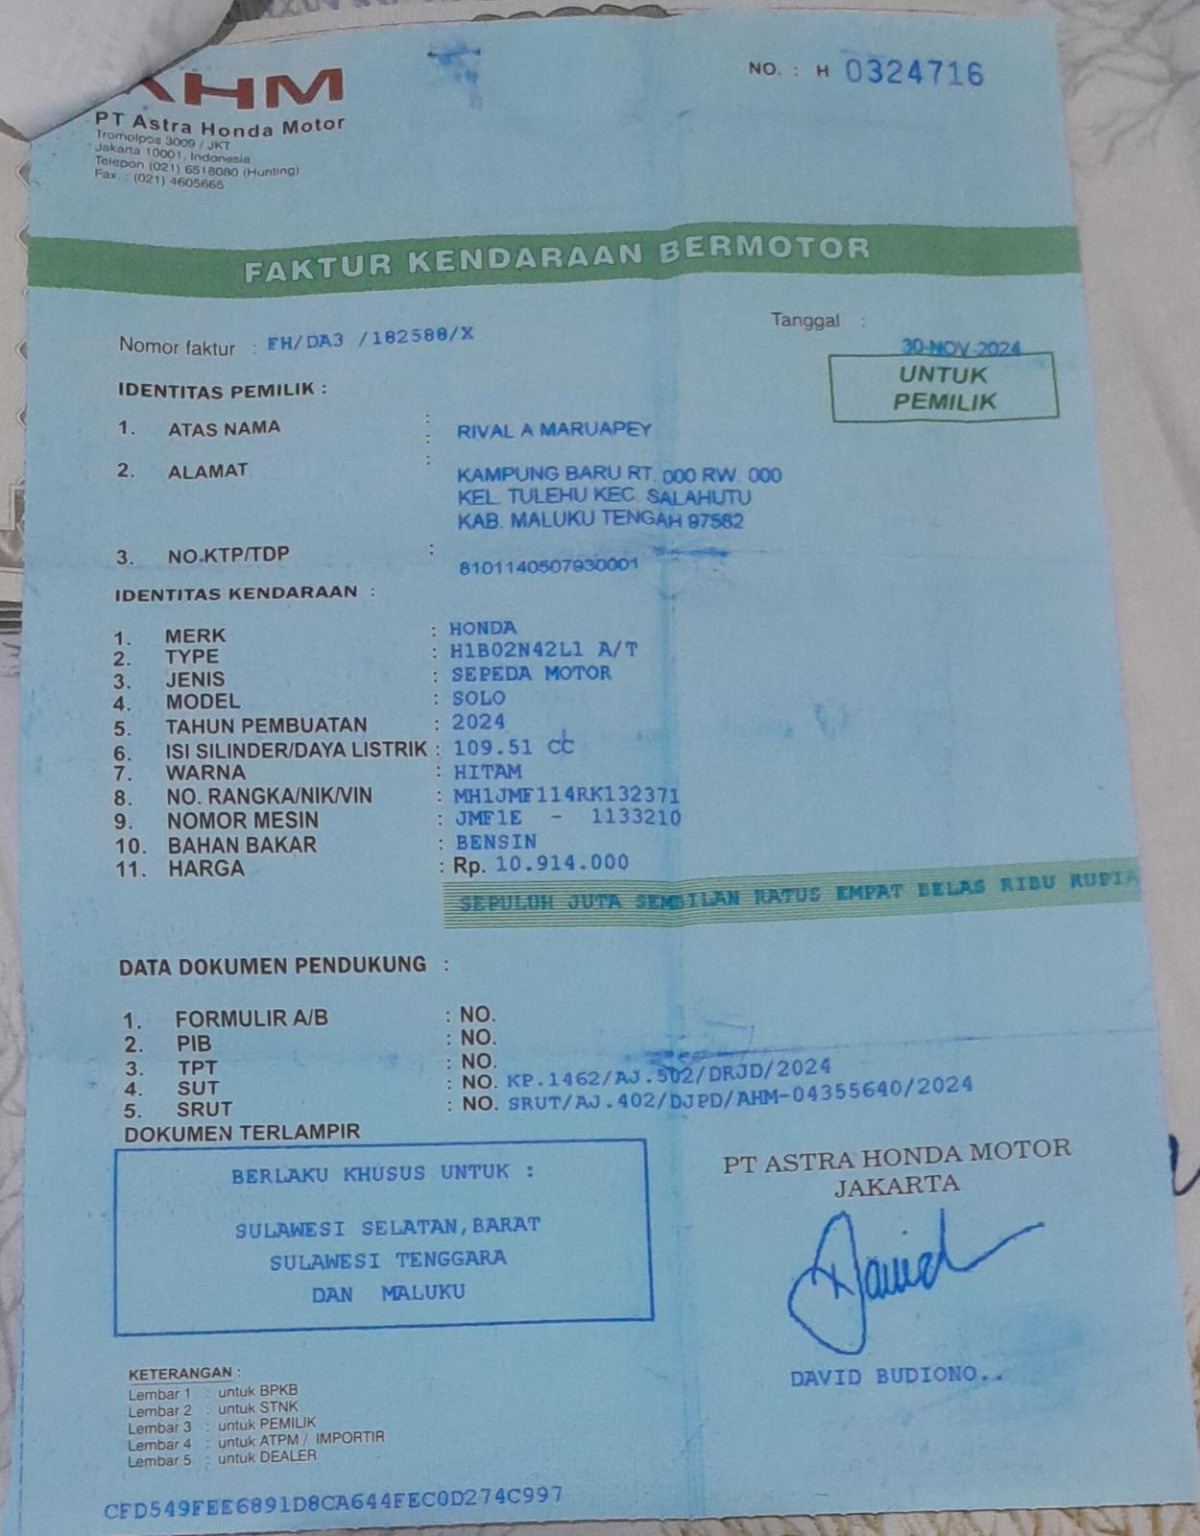 AHM
NO. : H 0324716
PT Astra Honda Motor
Tromolpos 3009 / JKT
Jakarta 10001, Indonesia
Telepon (021) 6518080 (Hunting)
Fax. : (021) 4605665
FAKTUR KENDARAAN BERMOTOR
Tanggal :
Nomor faktur : FH/DA3 /182588/X
30-NOV-2024
UNTUK
PEMILIK
IDENTITAS PEMILIK :
1. ATAS NAMA : RIVAL A MARUAPEY
2. ALAMAT : KAMPUNG BARU RT. 000 RW. 000
KEL. TULEHU KEC. SALAHUTU
KAB. MALUKU TENGAH 97582
3. NO.KTP/TDP : 8101140507930001
IDENTITAS KENDARAAN :
1. MERK : HONDA
2. TYPE : H1B02N42L1 A/T
3. JENIS : SEPEDA MOTOR
4. MODEL : SOLO
5. TAHUN PEMBUATAN : 2024
6. ISI SILINDER/DAYA LISTRIK : 109.51 CC
7. WARNA : HITAM
8. NO. RANGKA/NIK/VIN : MH1JMF114RK132371
9. NOMOR MESIN : JMF1E - 1133210
10. BAHAN BAKAR : BENSIN
11. HARGA : Rp. 10.914.000
SEPULUH JUTA SEMBILAN RATUS EMPAT BELAS RIBU RUPIA
DATA DOKUMEN PENDUKUNG :
1. FORMULIR A/B : NO.
2. PIB : NO.
3. TPT : NO.
4. SUT : NO. KP.1462/AJ.502/DRJD/2024
5. SRUT : NO. SRUT/AJ.402/DJPD/AHM-04355640/2024
DOKUMEN TERLAMPIR
BERLAKU KHUSUS UNTUK :
SULAWESI SELATAN,BARAT
SULAWESI TENGGARA
DAN MALUKU
PT ASTRA HONDA MOTOR
JAKARTA
David
DAVID BUDIONO..
KETERANGAN :
Lembar 1 : untuk BPKB
Lembar 2 : untuk STNK
Lembar 3 : untuk PEMILIK
Lembar 4 : untuk ATPM / IMPORTIR
Lembar 5 : untuk DEALER
CFD549FEE6891D8CA644FEC0D274C997